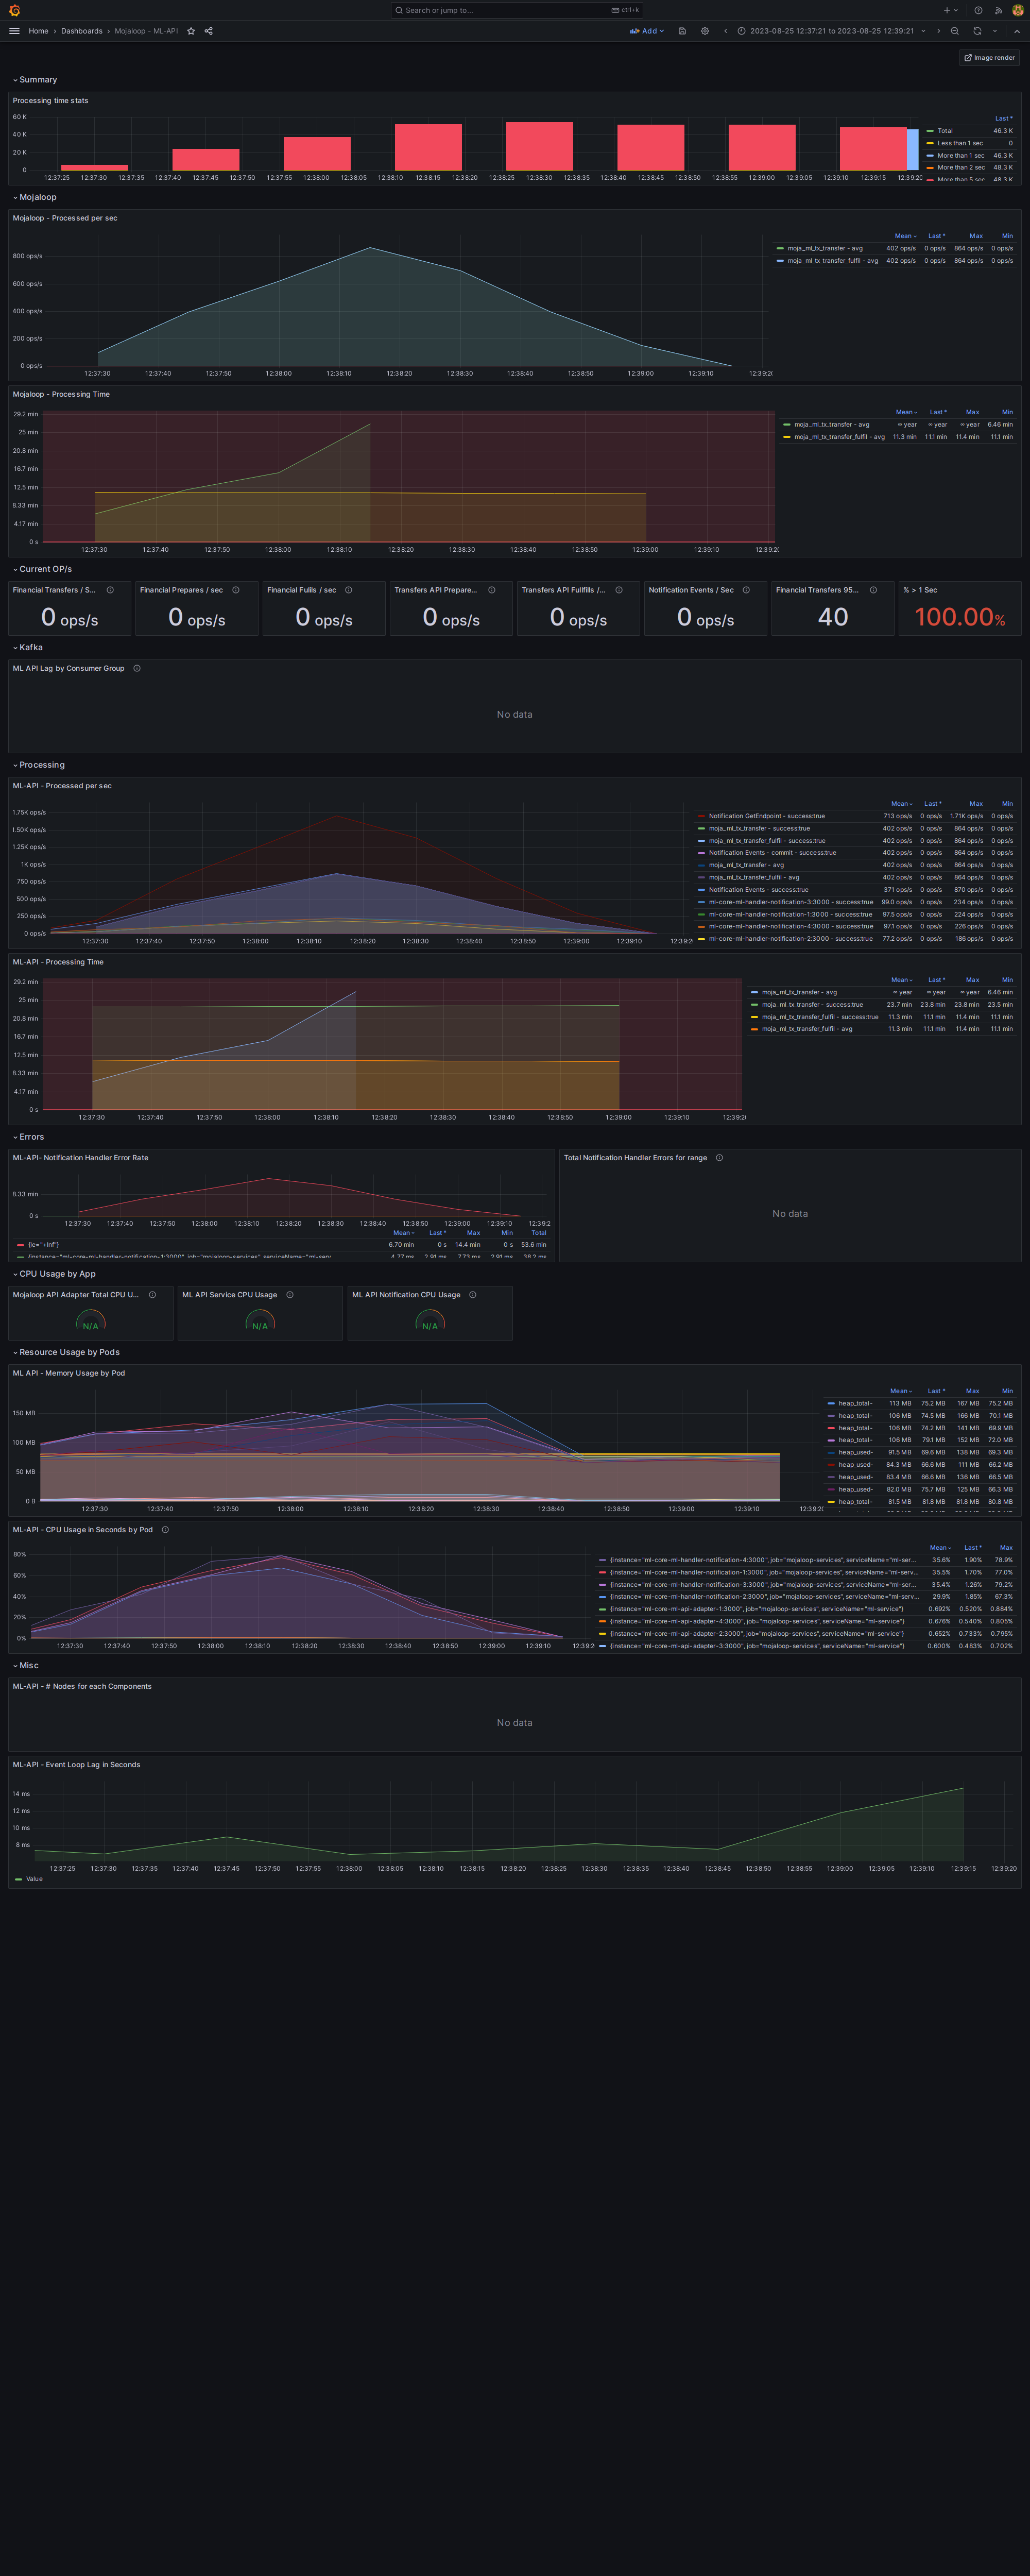 Search or jump to... ctrl+k
Home › Dashboards › Mojaloop - ML-API
Add
2023-08-25 12:37:21 to 2023-08-25 12:39:21
Image render
Summary
Processing time stats
60 K
40 K
20 K
0
12:37:25 12:37:30 12:37:35 12:37:40 12:37:45 12:37:50 12:37:55 12:38:00 12:38:05 12:38:10 12:38:15 12:38:20 12:38:25 12:38:30 12:38:35 12:38:40 12:38:45 12:38:50 12:38:55 12:39:00 12:39:05 12:39:10 12:39:15 12:39:20
Last *
Total 46.3 K
Less than 1 sec 0
More than 1 sec 46.3 K
More than 2 sec 48.3 K
More than 5 sec 48.3 K
Mojaloop
Mojaloop - Processed per sec
800 ops/s
600 ops/s
400 ops/s
200 ops/s
0 ops/s
12:37:30 12:37:40 12:37:50 12:38:00 12:38:10 12:38:20 12:38:30 12:38:40 12:38:50 12:39:00 12:39:10 12:39:20
Mean Last * Max Min
moja_ml_tx_transfer - avg 402 ops/s 0 ops/s 864 ops/s 0 ops/s
moja_ml_tx_transfer_fulfil - avg 402 ops/s 0 ops/s 864 ops/s 0 ops/s
Mojaloop - Processing Time
29.2 min
25 min
20.8 min
16.7 min
12.5 min
8.33 min
4.17 min
0 s
12:37:30 12:37:40 12:37:50 12:38:00 12:38:10 12:38:20 12:38:30 12:38:40 12:38:50 12:39:00 12:39:10 12:39:20
Mean Last * Max Min
moja_ml_tx_transfer - avg ∞ year ∞ year ∞ year 6.46 min
moja_ml_tx_transfer_fulfil - avg 11.3 min 11.1 min 11.4 min 11.1 min
Current OP/s
Financial Transfers / S...
0 ops/s
Financial Prepares / sec
0 ops/s
Financial Fulils / sec
0 ops/s
Transfers API Prepare...
0 ops/s
Transfers API Fullfills /...
0 ops/s
Notification Events / Sec
0 ops/s
Financial Transfers 95...
40
% > 1 Sec
100.00%
Kafka
ML API Lag by Consumer Group
No data
Processing
ML-API - Processed per sec
1.75K ops/s
1.50K ops/s
1.25K ops/s
1K ops/s
750 ops/s
500 ops/s
250 ops/s
0 ops/s
12:37:30 12:37:40 12:37:50 12:38:00 12:38:10 12:38:20 12:38:30 12:38:40 12:38:50 12:39:00 12:39:10 12:39:20
Mean Last * Max Min
Notification GetEndpoint - success:true 713 ops/s 0 ops/s 1.71K ops/s 0 ops/s
moja_ml_tx_transfer - success:true 402 ops/s 0 ops/s 864 ops/s 0 ops/s
moja_ml_tx_transfer_fulfil - success:true 402 ops/s 0 ops/s 864 ops/s 0 ops/s
Notification Events - commit - success:true 402 ops/s 0 ops/s 864 ops/s 0 ops/s
moja_ml_tx_transfer - avg 402 ops/s 0 ops/s 864 ops/s 0 ops/s
moja_ml_tx_transfer_fulfil - avg 402 ops/s 0 ops/s 864 ops/s 0 ops/s
Notification Events - success:true 371 ops/s 0 ops/s 870 ops/s 0 ops/s
ml-core-ml-handler-notification-3:3000 - success:true 99.0 ops/s 0 ops/s 234 ops/s 0 ops/s
ml-core-ml-handler-notification-1:3000 - success:true 97.5 ops/s 0 ops/s 224 ops/s 0 ops/s
ml-core-ml-handler-notification-4:3000 - success:true 97.1 ops/s 0 ops/s 226 ops/s 0 ops/s
ml-core-ml-handler-notification-2:3000 - success:true 77.2 ops/s 0 ops/s 186 ops/s 0 ops/s
ML-API - Processing Time
29.2 min
25 min
20.8 min
16.7 min
12.5 min
8.33 min
4.17 min
0 s
12:37:30 12:37:40 12:37:50 12:38:00 12:38:10 12:38:20 12:38:30 12:38:40 12:38:50 12:39:00 12:39:10 12:39:20
Mean Last * Max Min
moja_ml_tx_transfer - avg ∞ year ∞ year ∞ year 6.46 min
moja_ml_tx_transfer - success:true 23.7 min 23.8 min 23.8 min 23.5 min
moja_ml_tx_transfer_fulfil - success:true 11.3 min 11.1 min 11.4 min 11.1 min
moja_ml_tx_transfer_fulfil - avg 11.3 min 11.1 min 11.4 min 11.1 min
Errors
ML-API- Notification Handler Error Rate
8.33 min
0 s
12:37:30 12:37:40 12:37:50 12:38:00 12:38:10 12:38:20 12:38:30 12:38:40 12:38:50 12:39:00 12:39:10 12:39:2
Mean Last * Max Min Total
{le="+Inf"} 6.70 min 0 s 14.4 min 0 s 53.6 min
{instance="ml-core-ml-handler-notification-1:3000", job="mojaloop-services", serviceName="ml-serv 4.77 ms 2.91 ms 7.73 ms 2.91 ms 38.2 ms
Total Notification Handler Errors for range
No data
CPU Usage by App
Mojaloop API Adapter Total CPU U...
N/A
ML API Service CPU Usage
N/A
ML API Notification CPU Usage
N/A
Resource Usage by Pods
ML API - Memory Usage by Pod
150 MB
100 MB
50 MB
0 B
12:37:30 12:37:40 12:37:50 12:38:00 12:38:10 12:38:20 12:38:30 12:38:40 12:38:50 12:39:00 12:39:10 12:39:20
Mean Last * Max Min
heap_total- 113 MB 75.2 MB 167 MB 75.2 MB
heap_total- 106 MB 74.5 MB 166 MB 70.1 MB
heap_total- 106 MB 74.2 MB 141 MB 69.9 MB
heap_total- 106 MB 79.1 MB 152 MB 72.0 MB
heap_used- 91.5 MB 69.6 MB 138 MB 69.3 MB
heap_used- 84.3 MB 66.6 MB 111 MB 66.2 MB
heap_used- 83.4 MB 66.6 MB 136 MB 66.5 MB
heap_used- 82.0 MB 75.7 MB 125 MB 66.3 MB
heap_total- 81.5 MB 81.8 MB 81.8 MB 80.8 MB
ML-API - CPU Usage in Seconds by Pod
80%
60%
40%
20%
0%
12:37:30 12:37:40 12:37:50 12:38:00 12:38:10 12:38:20 12:38:30 12:38:40 12:38:50 12:39:00 12:39:10 12:39:2
Mean Last * Max
{instance="ml-core-ml-handler-notification-4:3000", job="mojaloop-services", serviceName="ml-ser... 35.6% 1.90% 78.9%
{instance="ml-core-ml-handler-notification-1:3000", job="mojaloop-services", serviceName="ml-serv... 35.5% 1.70% 77.0%
{instance="ml-core-ml-handler-notification-3:3000", job="mojaloop-services", serviceName="ml-ser... 35.4% 1.26% 79.2%
{instance="ml-core-ml-handler-notification-2:3000", job="mojaloop-services", serviceName="ml-serv... 29.9% 1.85% 67.3%
{instance="ml-core-ml-api-adapter-1:3000", job="mojaloop-services", serviceName="ml-service"} 0.692% 0.520% 0.884%
{instance="ml-core-ml-api-adapter-4:3000", job="mojaloop-services", serviceName="ml-service"} 0.676% 0.540% 0.805%
{instance="ml-core-ml-api-adapter-2:3000", job="mojaloop-services", serviceName="ml-service"} 0.652% 0.733% 0.795%
{instance="ml-core-ml-api-adapter-3:3000", job="mojaloop-services", serviceName="ml-service"} 0.600% 0.483% 0.702%
Misc
ML-API - # Nodes for each Components
No data
ML-API - Event Loop Lag in Seconds
14 ms
12 ms
10 ms
8 ms
12:37:25 12:37:30 12:37:35 12:37:40 12:37:45 12:37:50 12:37:55 12:38:00 12:38:05 12:38:10 12:38:15 12:38:20 12:38:25 12:38:30 12:38:35 12:38:40 12:38:45 12:38:50 12:38:55 12:39:00 12:39:05 12:39:10 12:39:15 12:39:20
Value